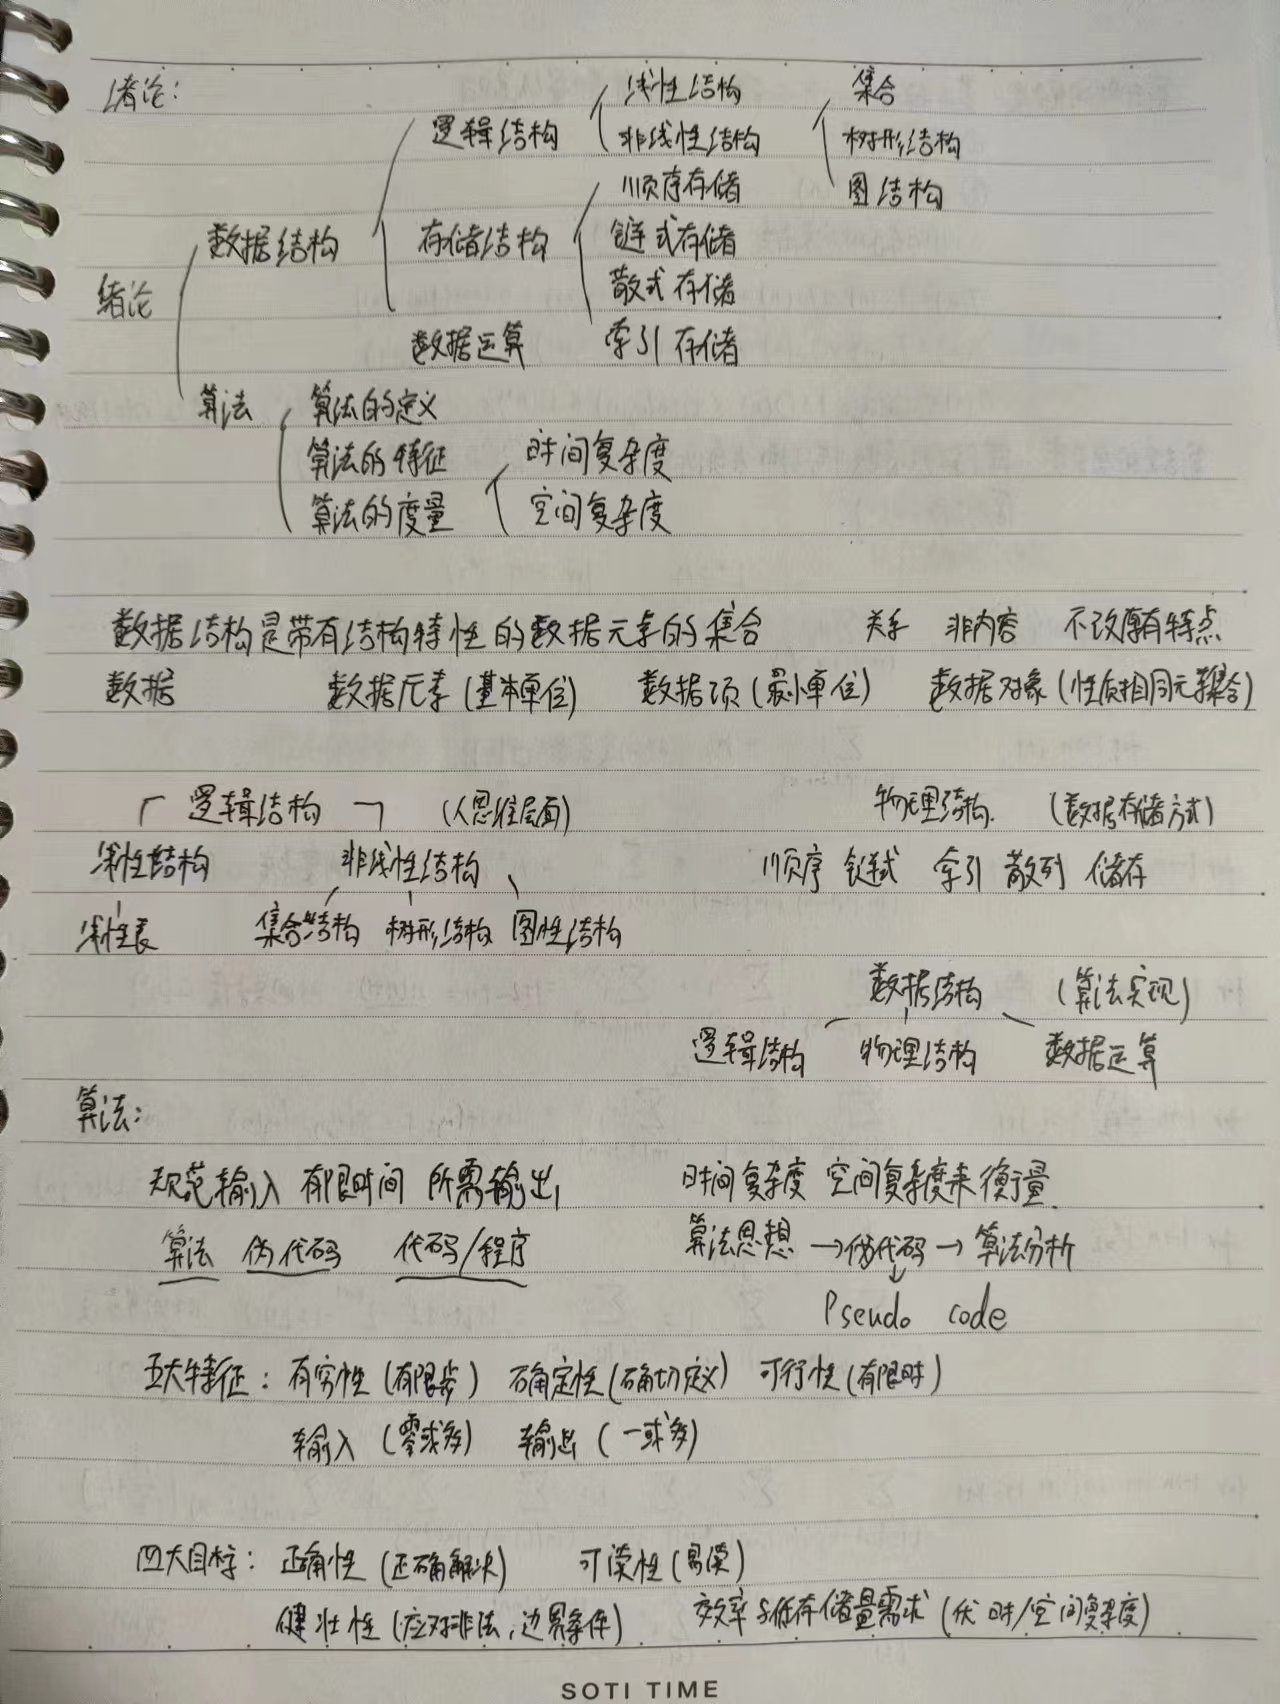 绪论:
线性结构 集合
逻辑结构 非线性结构 树形结构
顺序存储 图结构
数据结构 存储结构 链式存储
绪论 散式存储
数据运算 索引存储
算法 算法的定义
算法的特征 时间复杂度
算法的度量 空间复杂度
数据结构是带有结构特性的数据元素的集合 关系 非内容 不改原有特点
数据 数据元素(基本单位) 数据项(最小单位) 数据对象(性质相同元素集合)
逻辑结构 (人思维层面) 物理结构. (数据存储方式)
线性结构 非线性结构 顺序 链式 索引 散列 储存
线性表 集合结构 树形结构 图性结构
数据结构 (算法实现)
逻辑结构 物理结构 数据运算
算法:
规范输入 有限时间 所需输出, 时间复杂度 空间复杂度来衡量.
算法 伪代码 代码/程序 算法思想→伪代码→算法分析
Pseudo code
五大特征: 有穷性(有限步) 确定性(确切定义) 可行性(有限时)
输入(零或多) 输出(一或多)
四大目标: 正确性(正确解决) 可读性(易读)
健壮性(应对非法,边界条件) 效率与低存储量需求(优 时/空间复杂度)
SOTI TIME